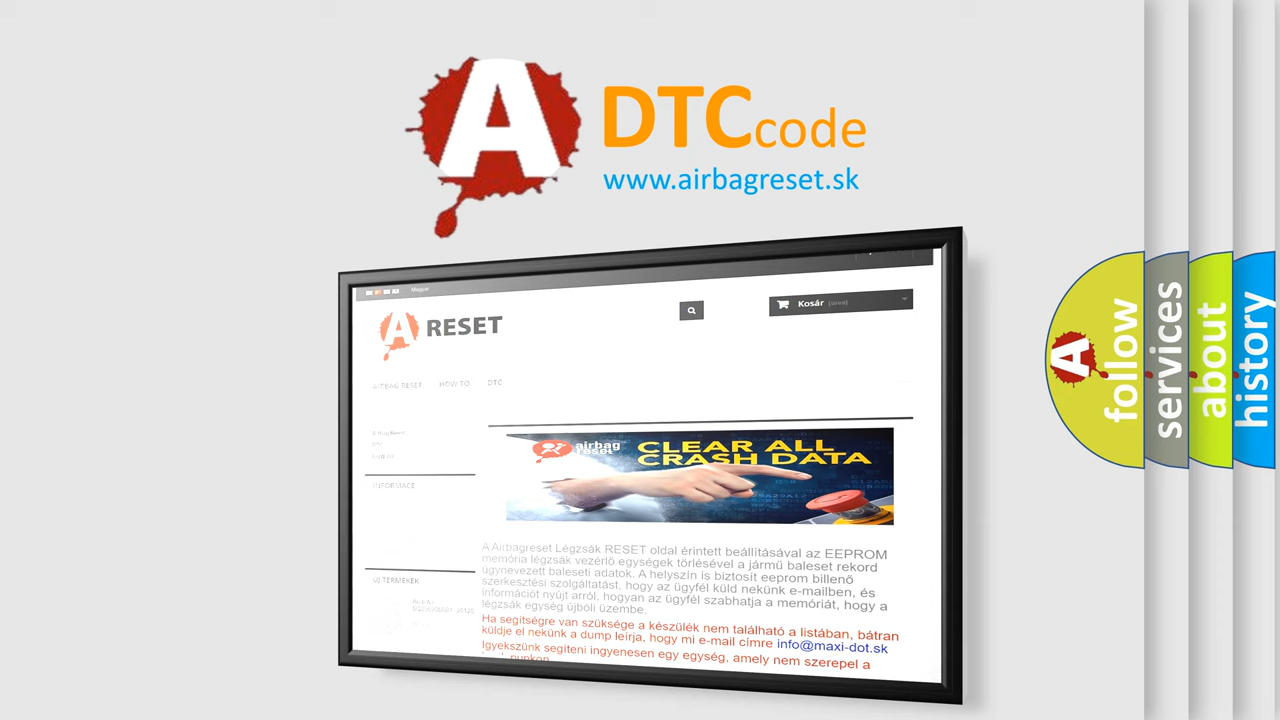 A
DTCcode
www.airbagreset.sk
Magyar
A RESET
Kosár (üres)
AIRBAG RESET HOW TO DTC
INFORMACE
ÚJ TERMÉKEK
airbag
reset
CLEAR ALL
CRASH DATA
A Airbagreset Légzsák RESET oldal érintett beállításával az EEPROM
memória légzsák vezérlő egységek törlésével a jármű baleset rekord
úgynevezett baleseti adatok. A helyszín is biztosít eeprom billenő
szerkesztési szolgáltatást, hogy az ügyfél küld nekünk e-mailben, és
információt nyújt arról, hogyan az ügyfél szabhatja a memóriát, hogy a
légzsák egység újbóli üzembe.
Ha segítségre van szüksége a készülék nem található a listában, bátran
küldje el nekünk a dump leírja, hogy mi e-mail címre info@maxi-dot.sk
Igyekszünk segíteni ingyenesen egy egység, amely nem szerepel a
A
follow
services
about
history